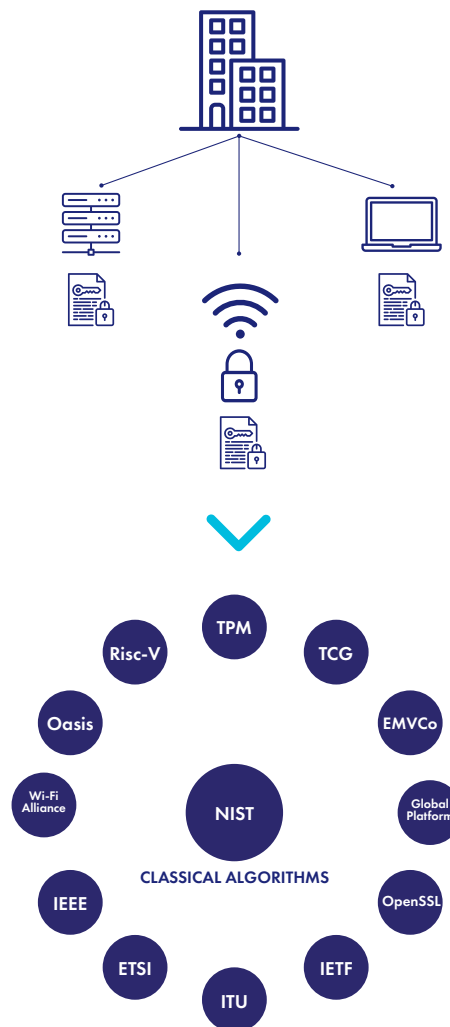 TPM
Risc-V
TCG
Oasis
EMVCo
Wi-Fi
Alliance
NIST
Global
Platform
CLASSICAL ALGORITHMS
IEEE
OpenSSL
ETSI
IETF
ITU